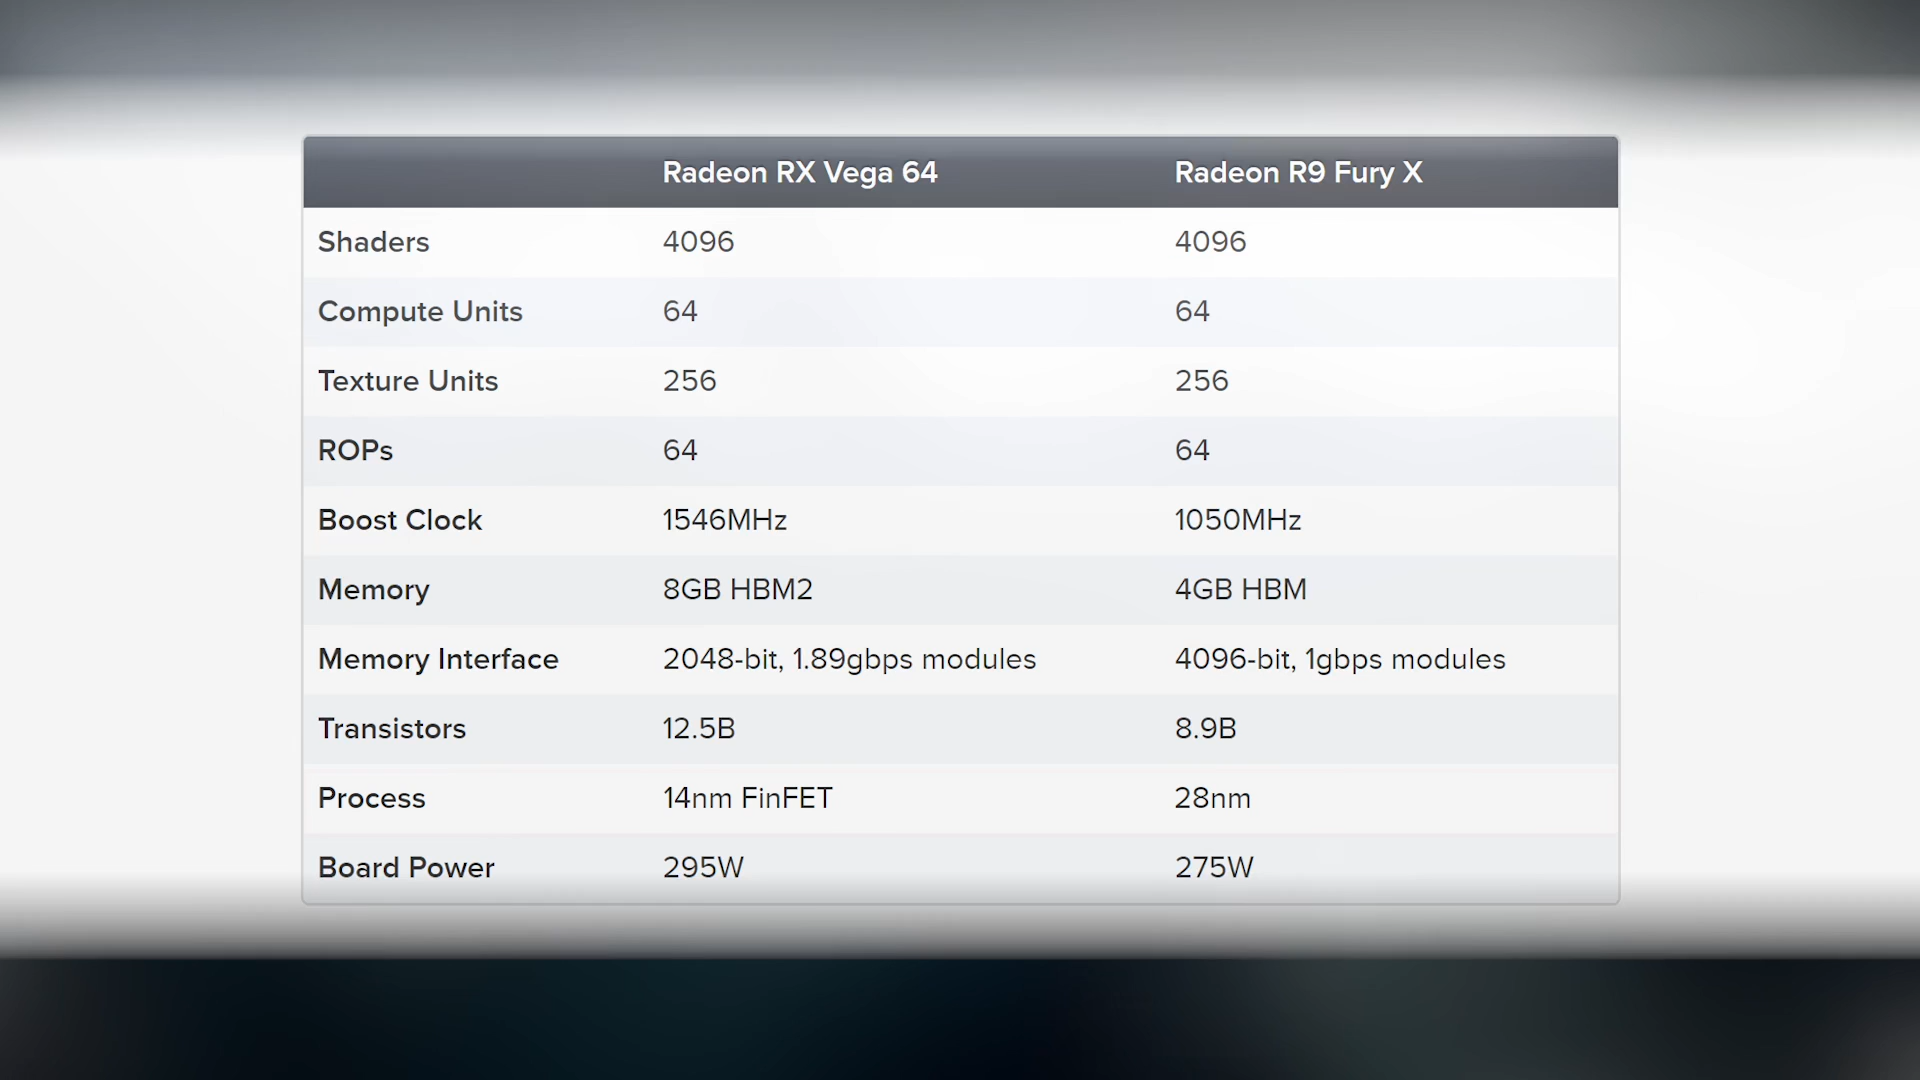 Radeon RX Vega 64 Radeon R9 Fury X
Shaders 4096 4096
Compute Units 64 64
Texture Units 256 256
ROPs 64 64
Boost Clock 1546MHz 1050MHz
Memory 8GB HBM2 4GB HBM
Memory Interface 2048-bit, 1.89gbps modules 4096-bit, 1gbps modules
Transistors 12.5B 8.9B
Process 14nm FinFET 28nm
Board Power 295W 275W